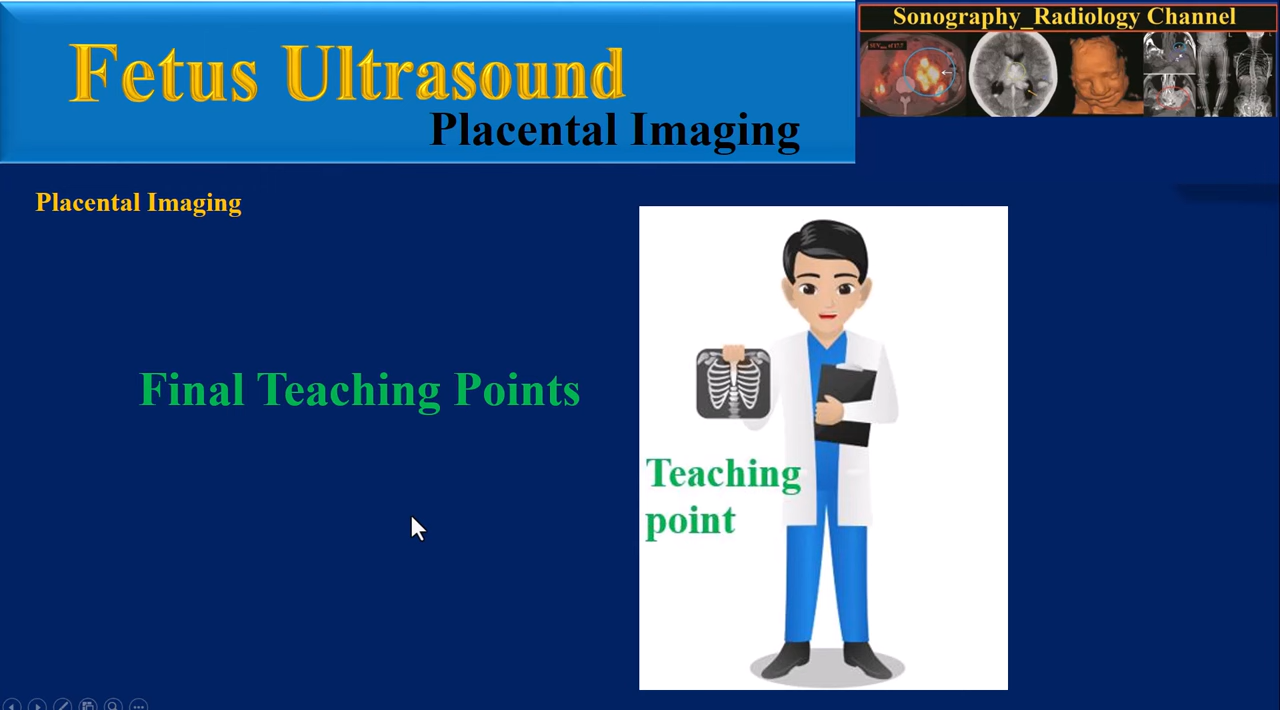 Sonography_Radiology Channel
Fetus Ultrasound
Placental Imaging
Placental Imaging
Final Teaching Points
Teaching
point